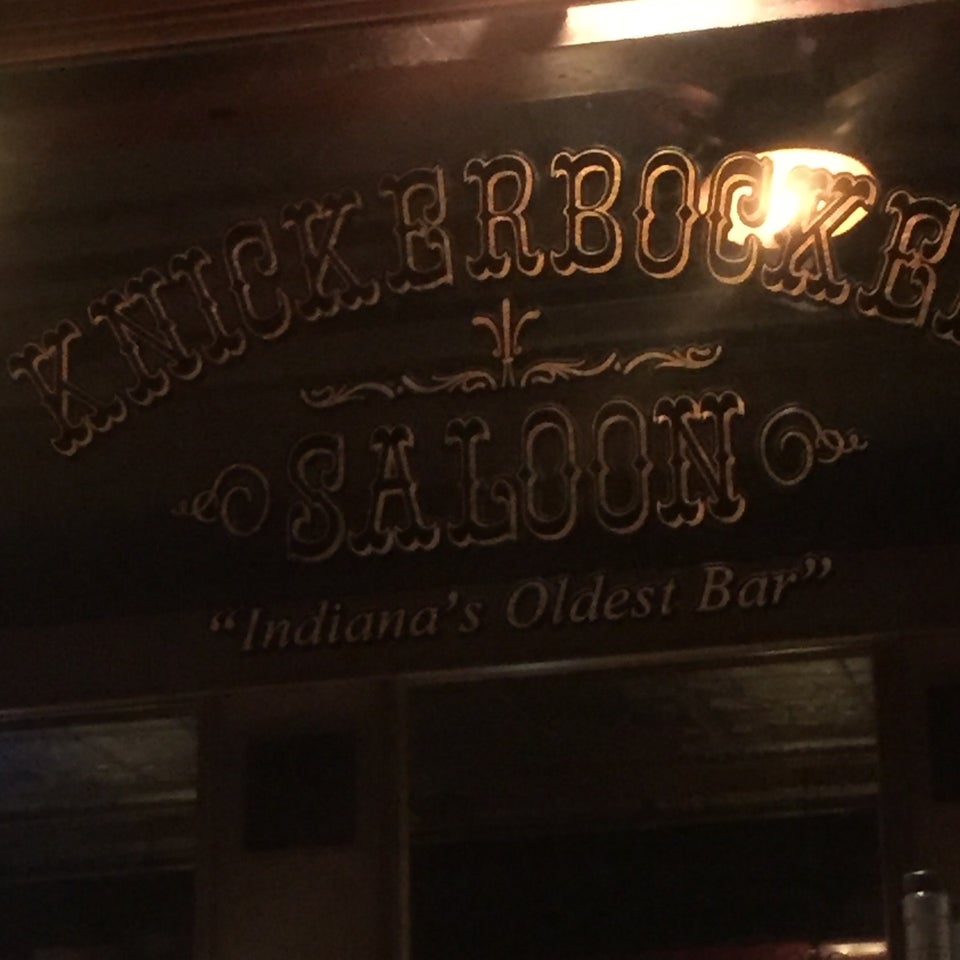 KNICKERBOCKER
SALOON
“Indiana’s Oldest Bar”